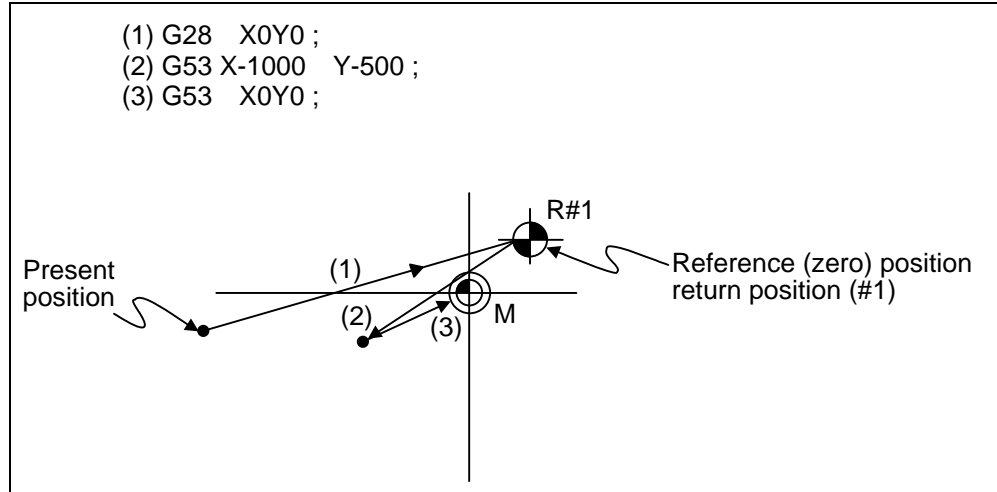 (1) G28 X0Y0 ;
(2) G53 X-1000 Y-500 ;
(3) G53 X0Y0 ;
R#1
Present
position
(1)
Reference (zero) position
return position (#1)
(2)
(3)
M